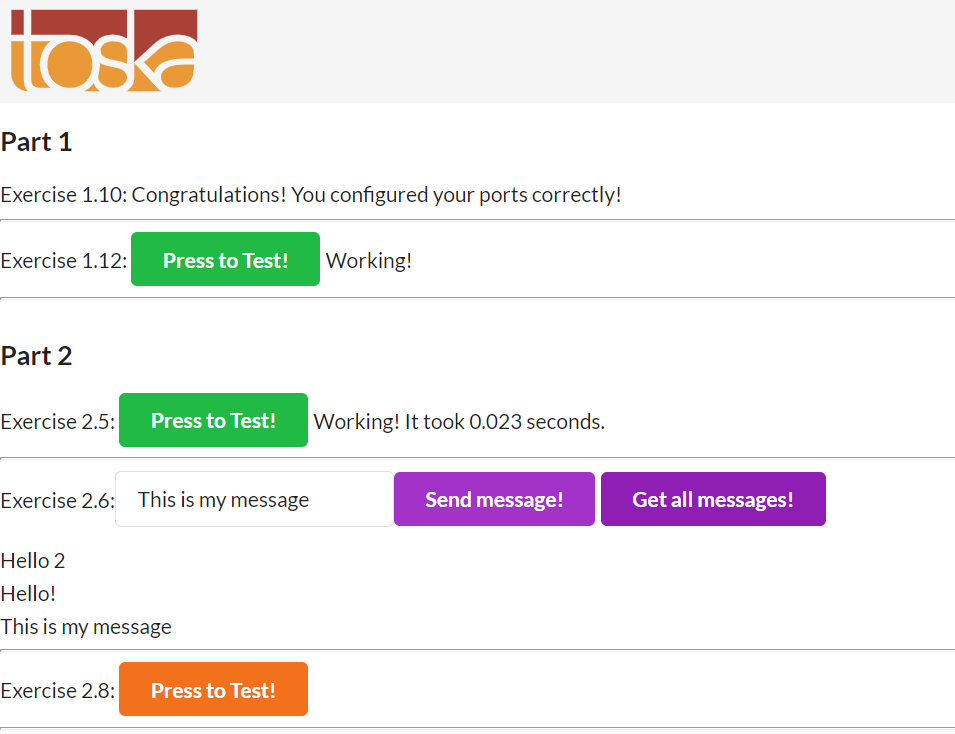 toska
Part 1
Exercise 1.10: Congratulations! You configured your ports correctly!
Exercise 1.12: Press to Test! Working!
Part 2
Exercise 2.5: Press to Test! Working! It took 0.023 seconds.
Exercise 2.6: This is my message Send message! Get all messages!
Hello 2
Hello!
This is my message
Exercise 2.8: Press to Test!